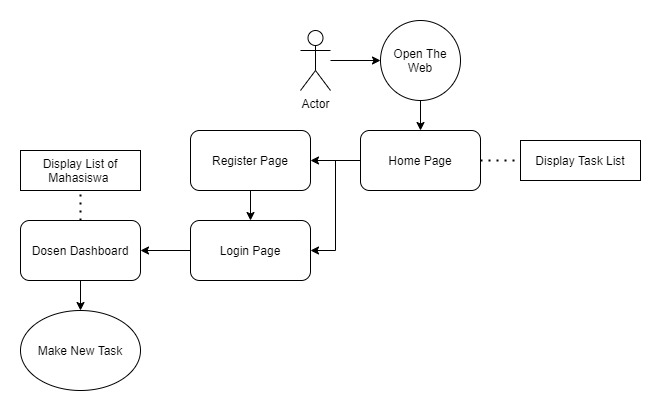 Open The
Web
Actor
Register Page
Home Page
Display Task List
Display List of
Mahasiswa
Dosen Dashboard
Login Page
Make New Task